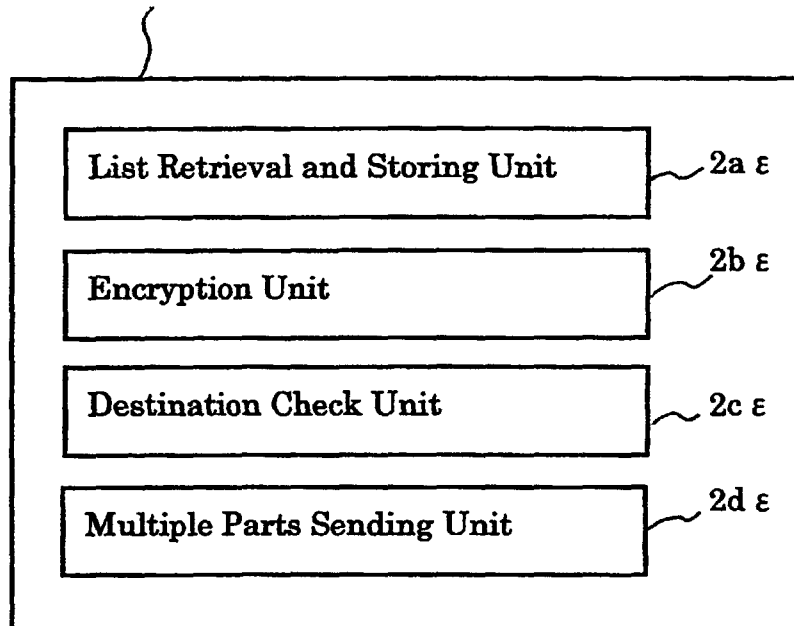 List Retrieval and Storing Unit 2a ε
Encryption Unit 2b ε
Destination Check Unit 2c ε
Multiple Parts Sending Unit 2d ε